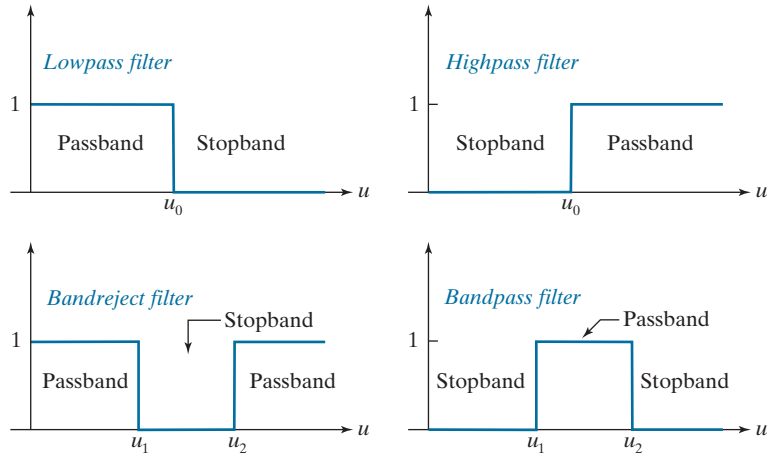 Lowpass filter
1
Passband
Stopband
u
u₀
Highpass filter
1
Stopband
Passband
u
u₀
Bandreject filter
Stopband
1
Passband
Passband
u
u₁
u₂
Bandpass filter
Passband
1
Stopband
Stopband
u
u₁
u₂